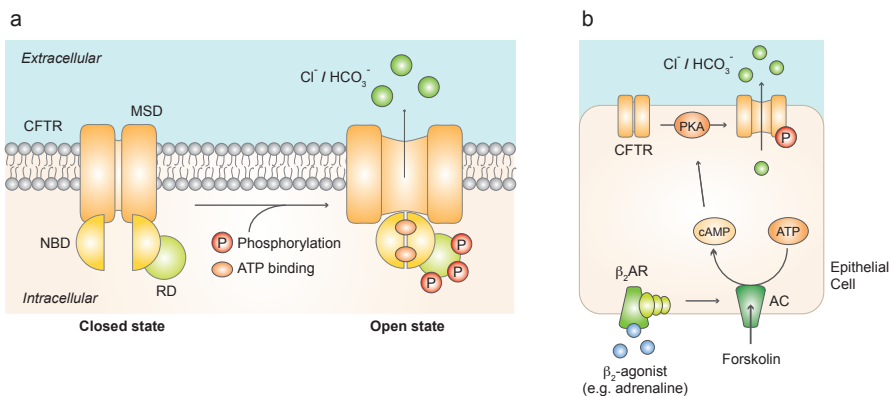 a
Extracellular
Cl⁻ / HCO₃⁻
MSD
CFTR
NBD
P Phosphorylation
ATP binding
RD
P
P
P
Intracellular
Closed state
Open state
b
Cl⁻ / HCO₃⁻
PKA
P
CFTR
cAMP
ATP
β₂AR
AC
Epithelial
Cell
Forskolin
β₂-agonist
(e.g. adrenaline)